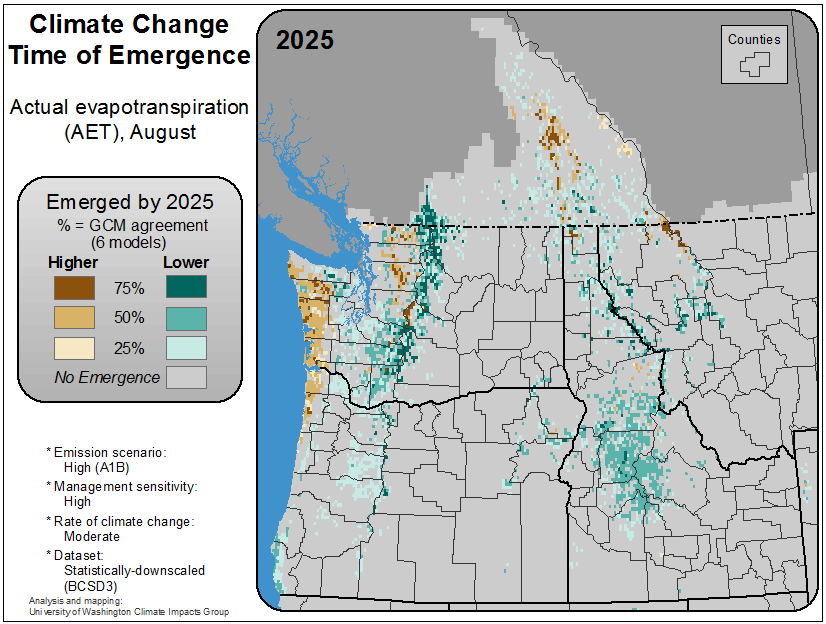 Climate Change
Time of Emergence
Actual evapotranspiration
(AET), August
Emerged by 2025
% = GCM agreement
(6 models)
Higher Lower
75%
50%
25%
No Emergence
* Emission scenario:
High (A1B)
* Management sensitivity:
High
* Rate of climate change:
Moderate
* Dataset:
Statistically-downscaled
(BCSD3)
Analysis and mapping:
University of Washington Climate Impacts Group
2025
Counties